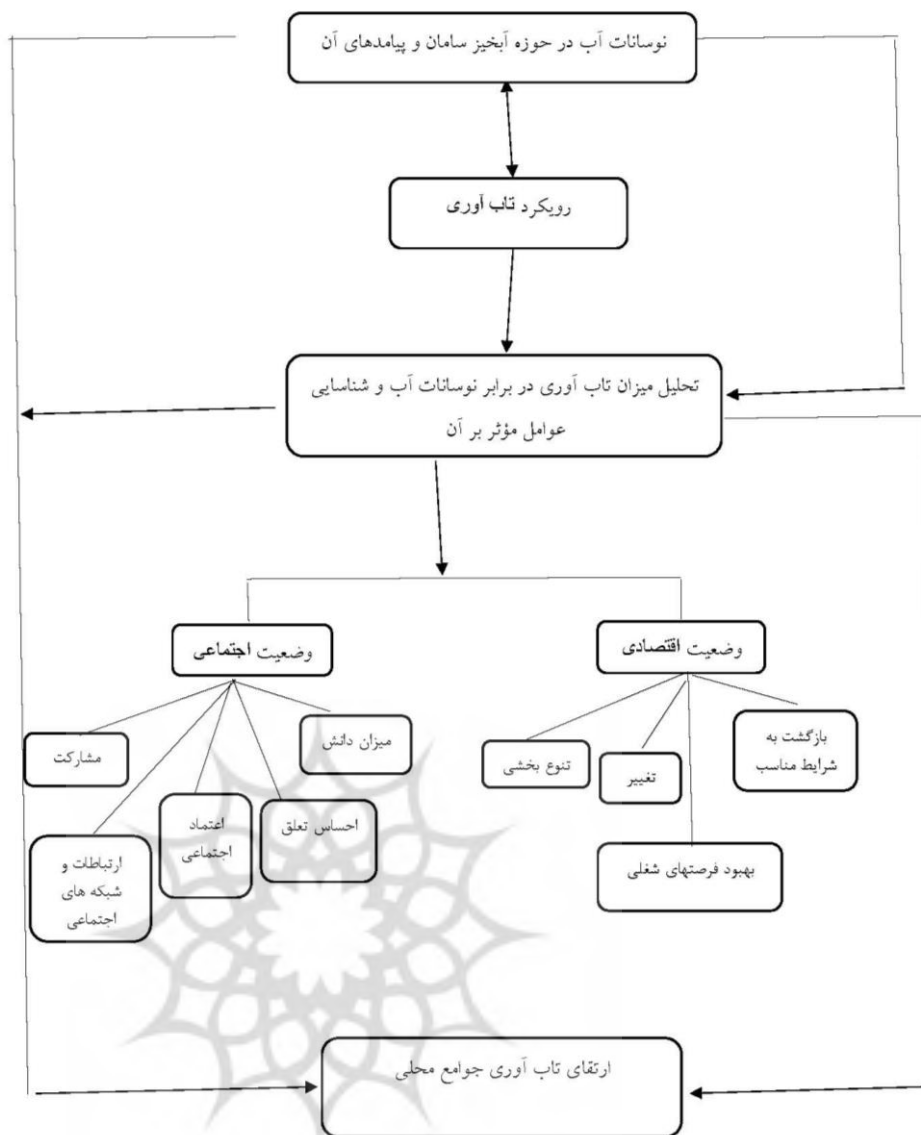 نوسانات آب در حوزه آبخیز سامان و پیامدهای آن
رویکرد تاب آوری
تحلیل میزان تاب آوری در برابر نوسانات آب و شناسایی
عوامل مؤثر بر آن
وضعیت اقتصادی
وضعیت اجتماعی
بازگشت به
شرایط مناسب
تغییر
تنوع بخشی
بهبود فرصتهای شغلی
میزان دانش
احساس تعلق
اعتماد
اجتماعی
ارتباطات و
شبکه های
اجتماعی
مشارکت
ارتقای تاب آوری جوامع محلی